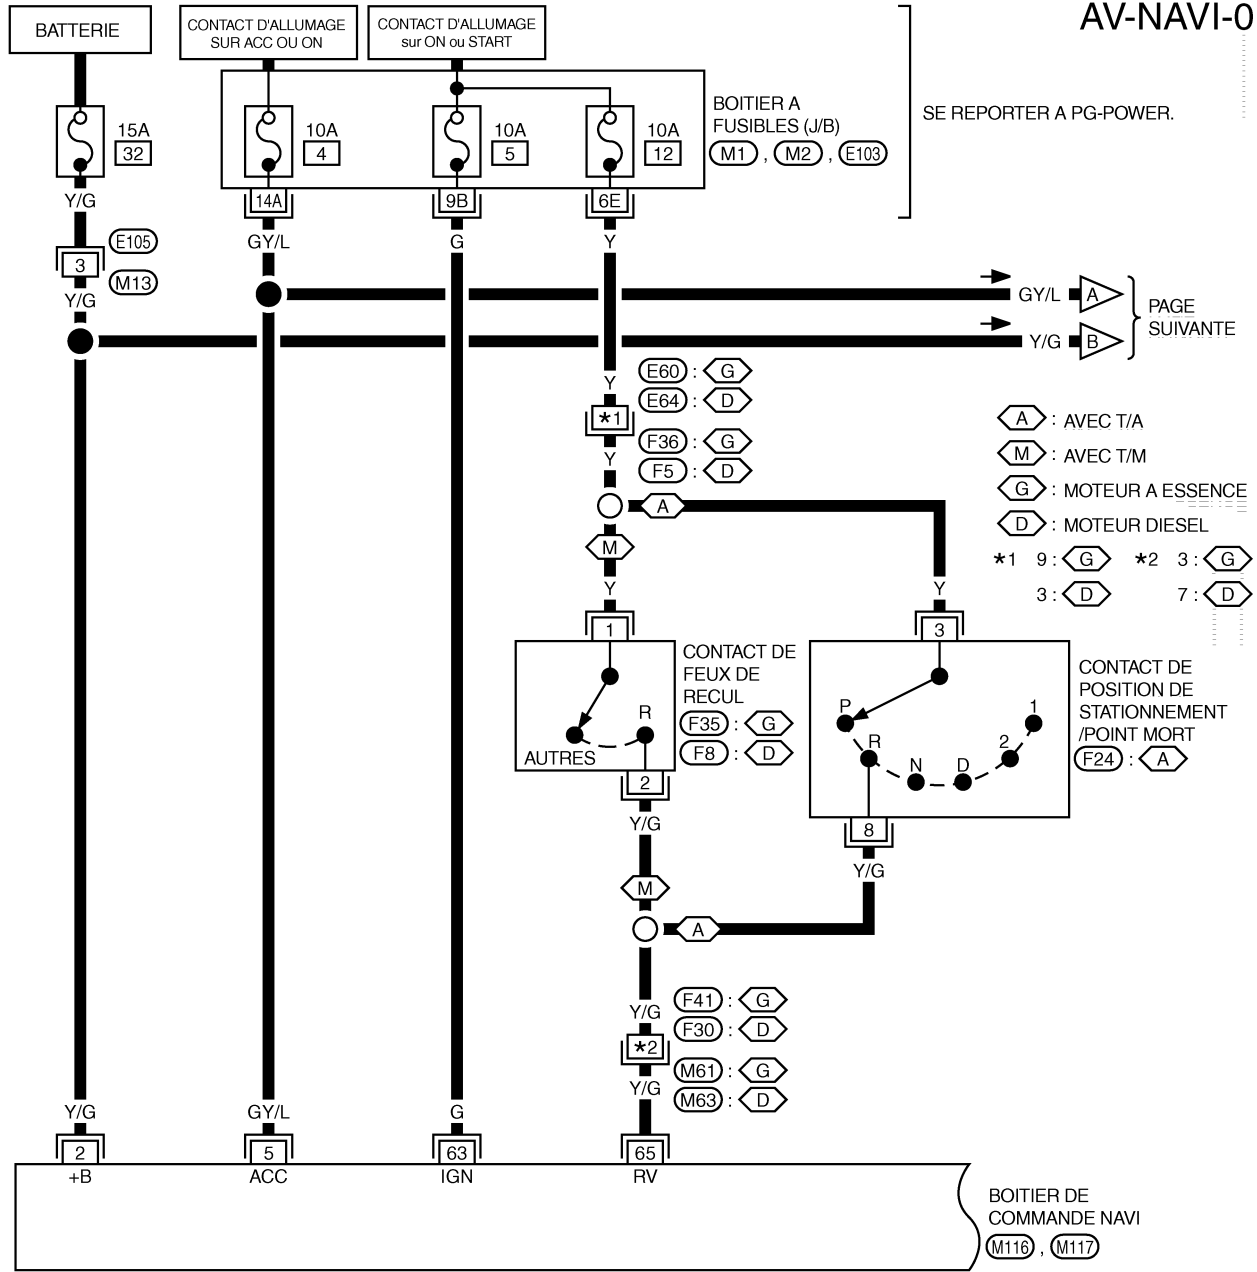 AV-NAVI-0
BATTERIE
CONTACT D'ALLUMAGE
SUR ACC OU ON
CONTACT D'ALLUMAGE
sur ON ou START
15A
32
10A
4
10A
5
10A
12
BOITIER A
FUSIBLES (J/B)
M1 , M2 , E103
SE REPORTER A PG-POWER.
14A
9B
6E
Y/G
GY/L
G
Y
E105
3
M13
Y/G
GY/L
A
Y/G
B
PAGE
SUIVANTE
E60 : G
E64 : D
Y
*1
F36 : G
F5 : D
Y
A
M
Y
Y
A : AVEC T/A
M : AVEC T/M
G : MOTEUR A ESSENCE
D : MOTEUR DIESEL
*1 9 : G *2 3 : G
3 : D 7 : D
1
3
CONTACT DE
FEUX DE
RECUL
F35 : G
F8 : D
R
AUTRES
2
P
R
N
D
2
1
CONTACT DE
POSITION DE
STATIONNEMENT
/POINT MORT
F24 : A
8
Y/G
Y/G
M
A
F41 : G
F30 : D
Y/G
*2
M61 : G
M63 : D
Y/G
Y/G
GY/L
G
2
5
63
65
+B
ACC
IGN
RV
BOITIER DE
COMMANDE NAVI
M116 , M117